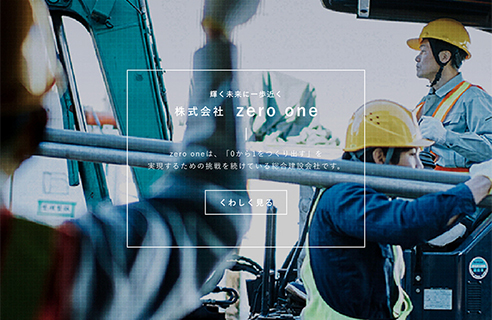 輝く未来に一歩近く
株式会社 zero one
zero oneは、「0から1をつくり出す」を
実現するための挑戦を続けている総合建設会社です。
くわしく見る